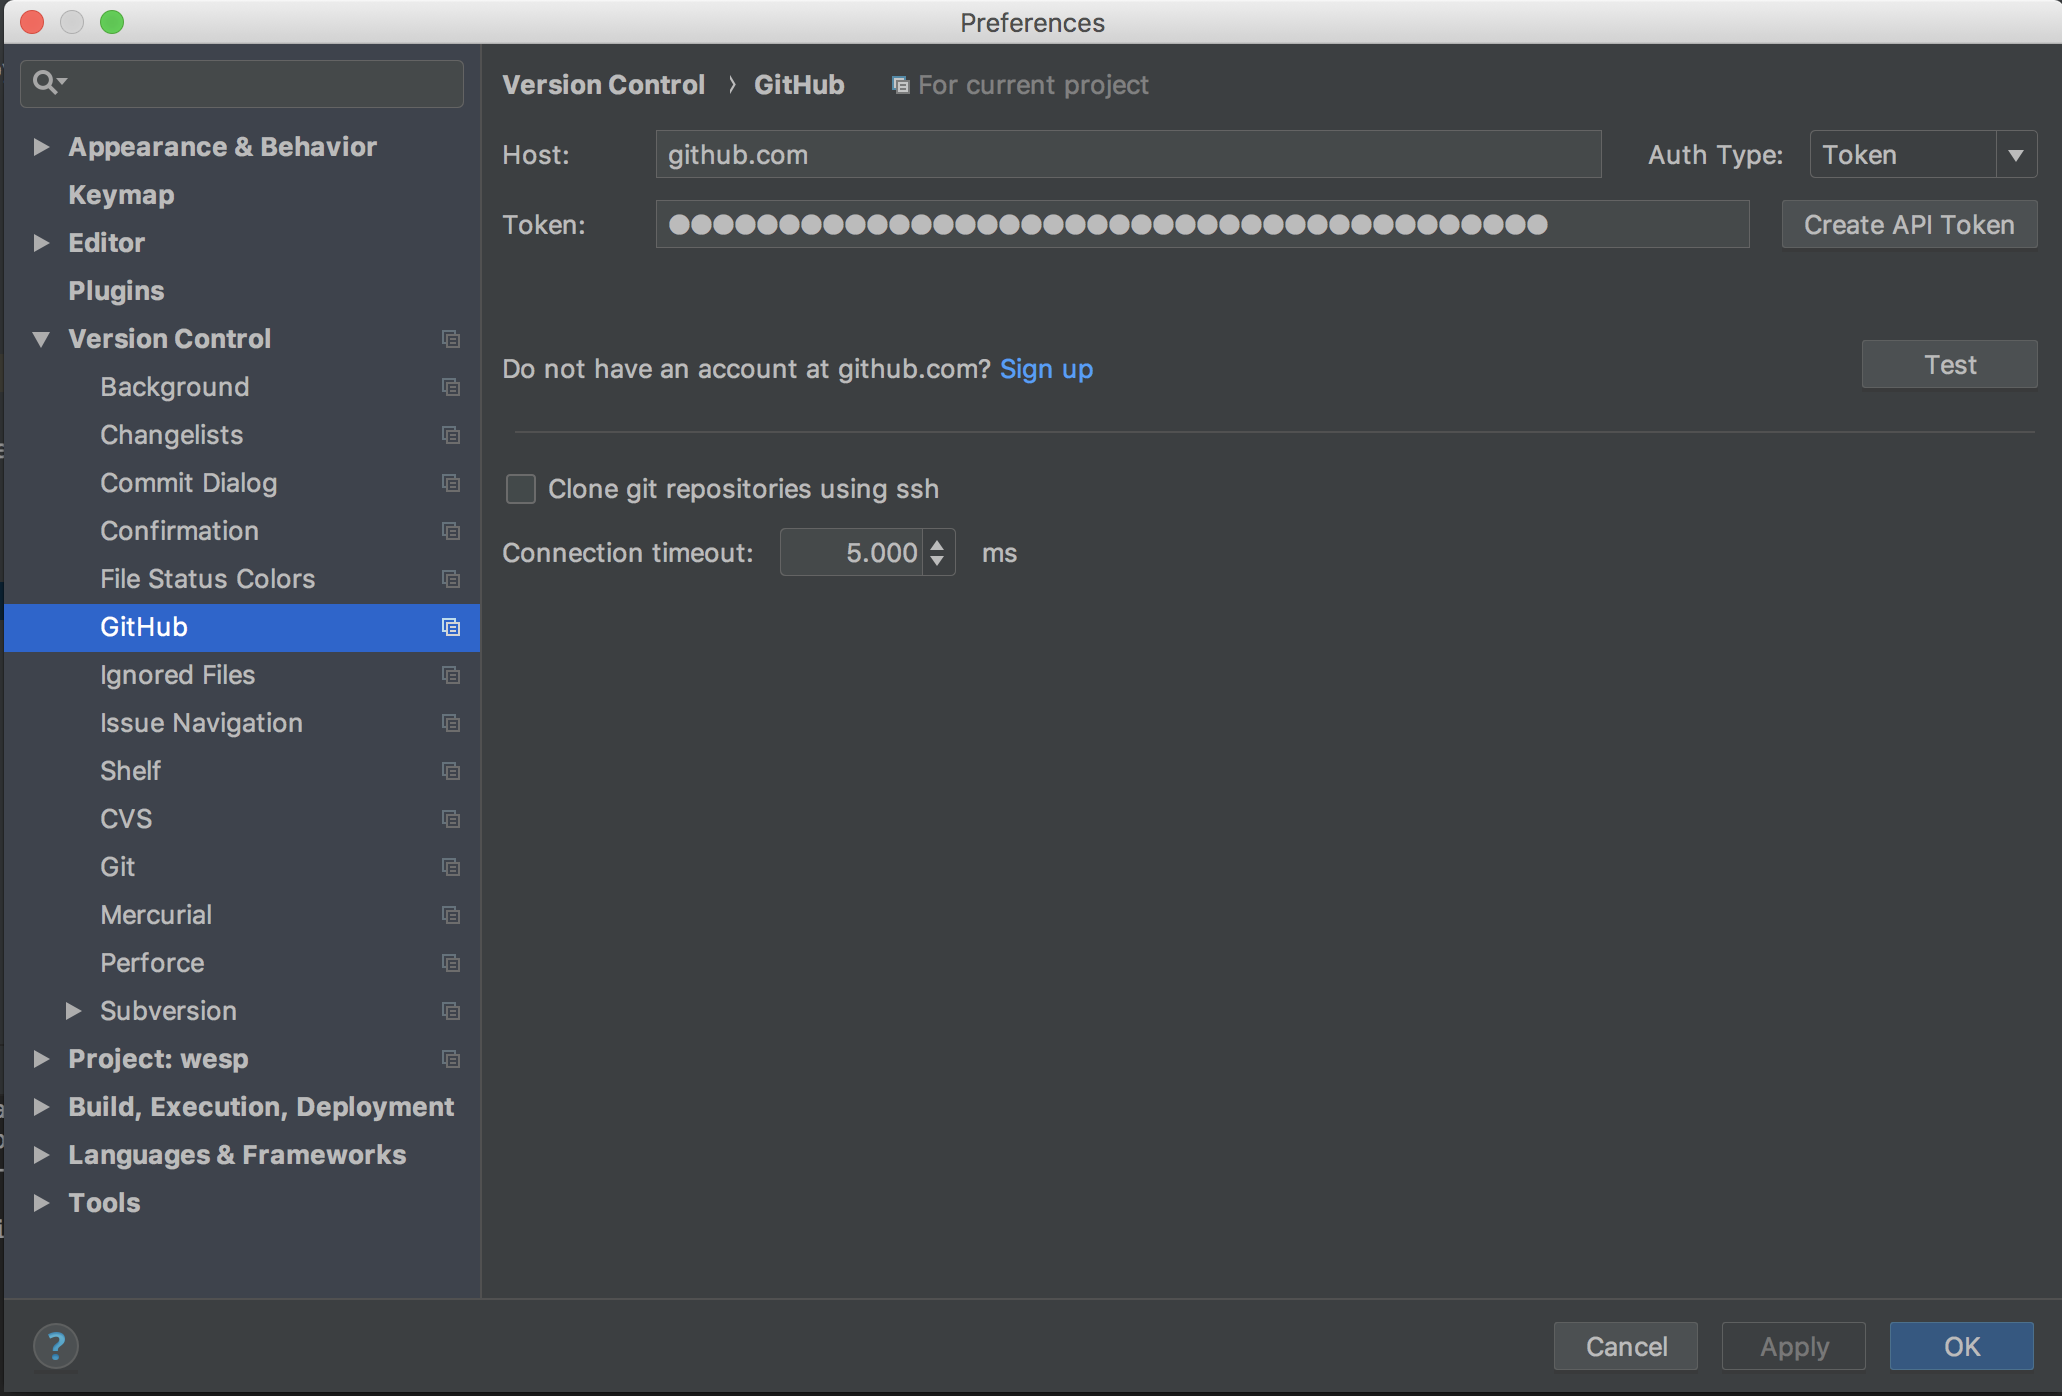 Preferences
Version Control › GitHub For current project
Appearance & Behavior
Keymap
Editor
Plugins
Version Control
Background
Changelists
Commit Dialog
Confirmation
File Status Colors
GitHub
Ignored Files
Issue Navigation
Shelf
CVS
Git
Mercurial
Perforce
Subversion
Project: wesp
Build, Execution, Deployment
Languages & Frameworks
Tools
Host: github.com Auth Type: Token
Token: ●●●●●●●●●●●●●●●●●●●●●●●●●●●●●●●●●●●●●●●● Create API Token
Do not have an account at github.com? Sign up Test
Clone git repositories using ssh
Connection timeout: 5.000 ms
? Cancel Apply OK